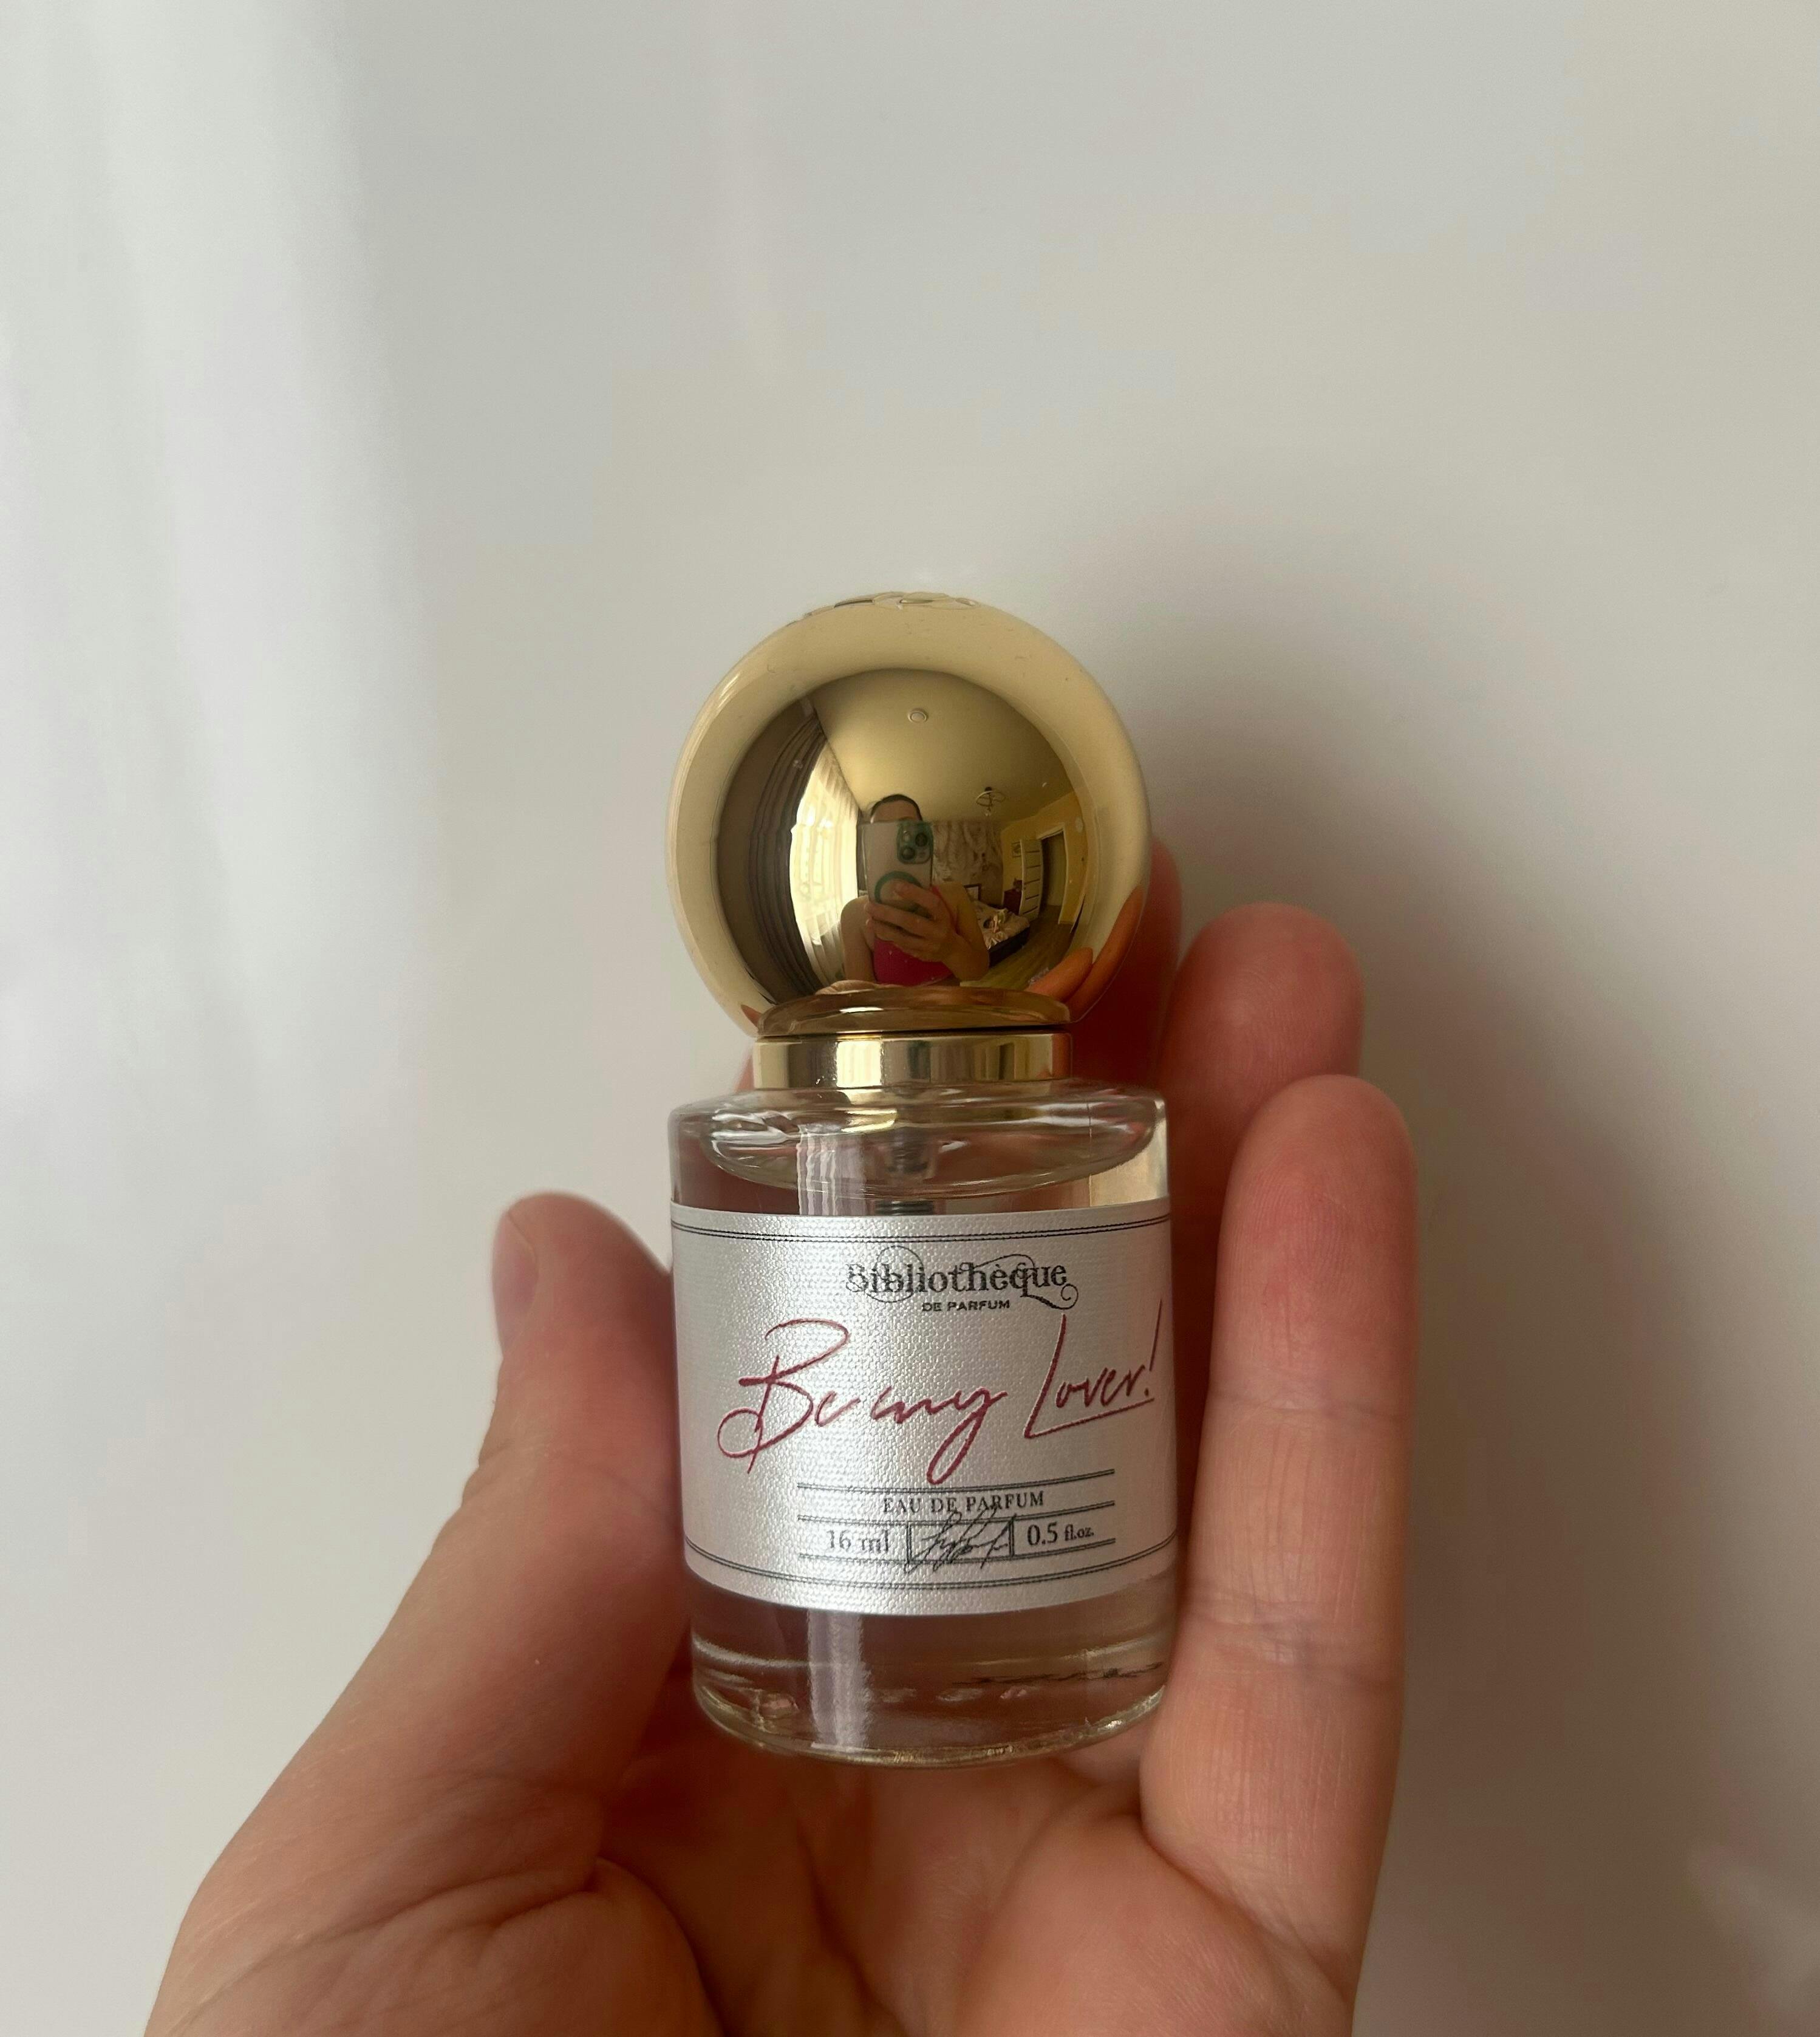 Bibliothèque
DE PARFUM
Be my Lover!
EAU DE PARFUM
16 ml 0.5 fl.oz.